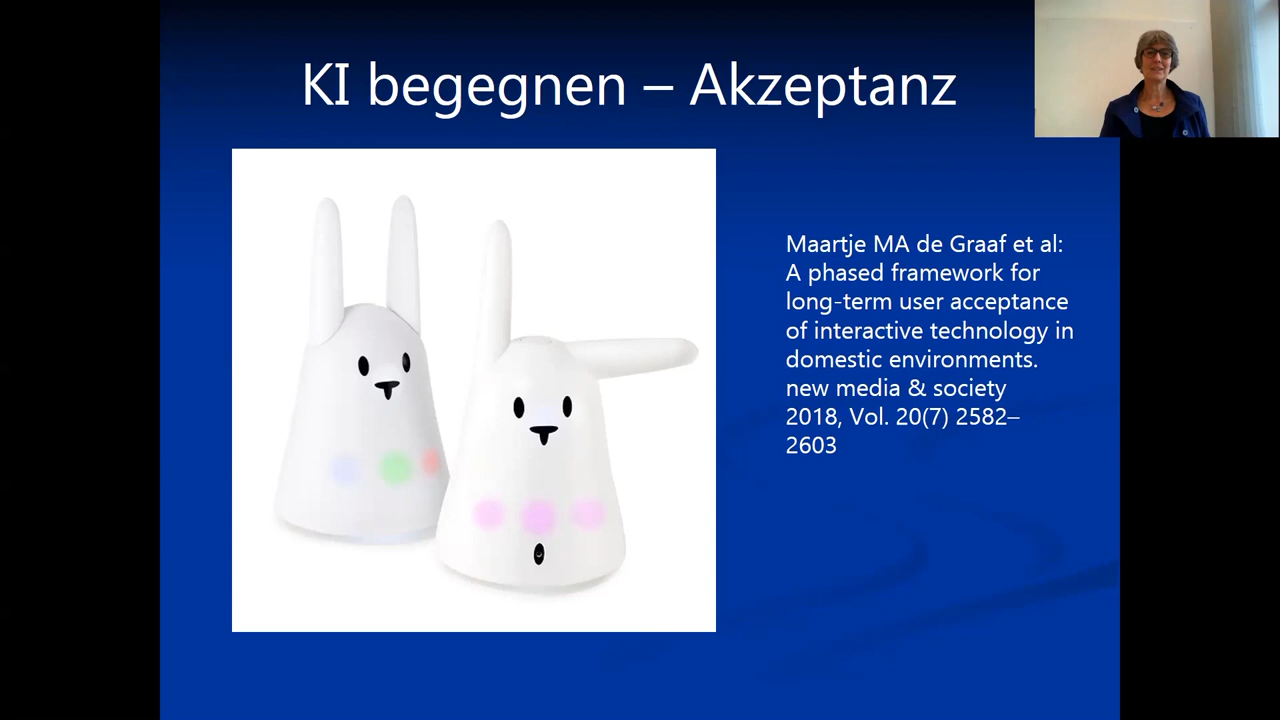 KI begegnen – Akzeptanz
Maartje MA de Graaf et al:
A phased framework for
long-term user acceptance
of interactive technology in
domestic environments.
new media & society
2018, Vol. 20(7) 2582–
2603